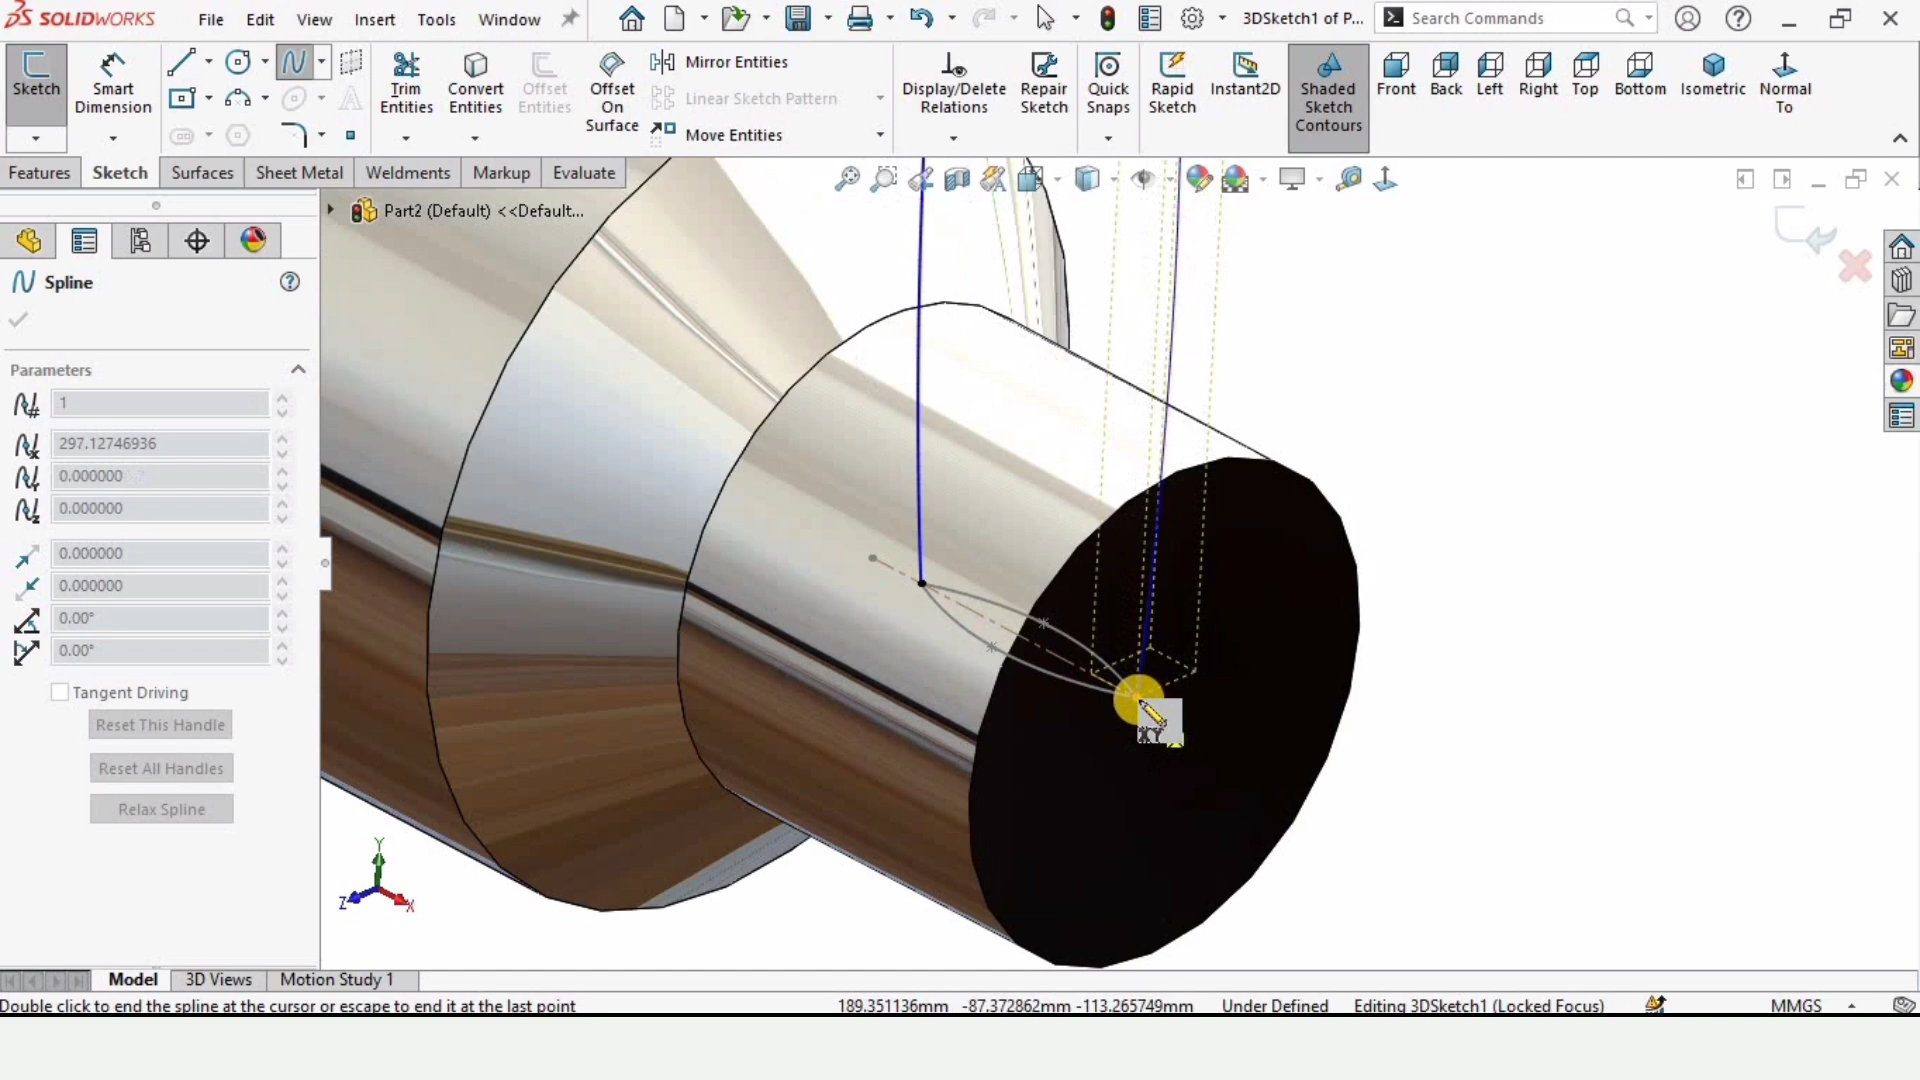 SOLIDWORKS
File Edit View Insert Tools Window
3DSketch1 of P... Search Commands
Sketch
Smart Dimension
Trim Entities
Convert Entities
Offset Entities
Offset On Surface
Mirror Entities
Linear Sketch Pattern
Move Entities
Display/Delete Relations
Repair Sketch
Quick Snaps
Rapid Sketch
Instant2D
Shaded Sketch Contours
Front Back Left Right Top Bottom Isometric
Normal To
Features Sketch Surfaces Sheet Metal Weldments Markup Evaluate
Part2 (Default) <<Default...
Spline
Parameters
1
297.12746936
0.000000
0.000000
0.000000
0.000000
0.00°
0.00°
Tangent Driving
Reset This Handle
Reset All Handles
Relax Spline
XY
Y
Z
X
Model 3D Views Motion Study 1
Double click to end the spline at the cursor or escape to end it at the last point 189.351136mm -87.372862mm -113.265749mm Under Defined Editing 3DSketch1 (Locked Focus) MMGS